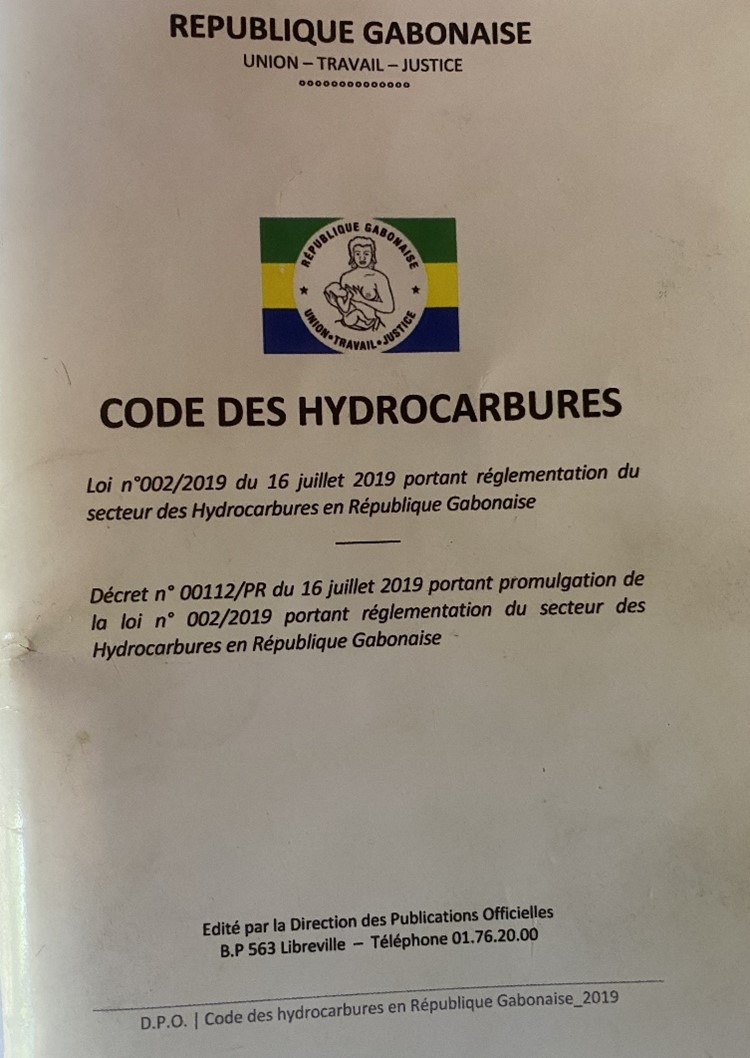 REPUBLIQUE GABONAISE
UNION – TRAVAIL – JUSTICE
RÉPUBLIQUE GABONAISE
UNION • TRAVAIL • JUSTICE
CODE DES HYDROCARBURES
Loi n°002/2019 du 16 juillet 2019 portant réglementation du
secteur des Hydrocarbures en République Gabonaise
Décret n° 00112/PR du 16 juillet 2019 portant promulgation de
la loi n° 002/2019 portant réglementation du secteur des
Hydrocarbures en République Gabonaise
Edité par la Direction des Publications Officielles
B.P 563 Libreville – Téléphone 01.76.20.00
D.P.O. | Code des hydrocarbures en République Gabonaise_2019